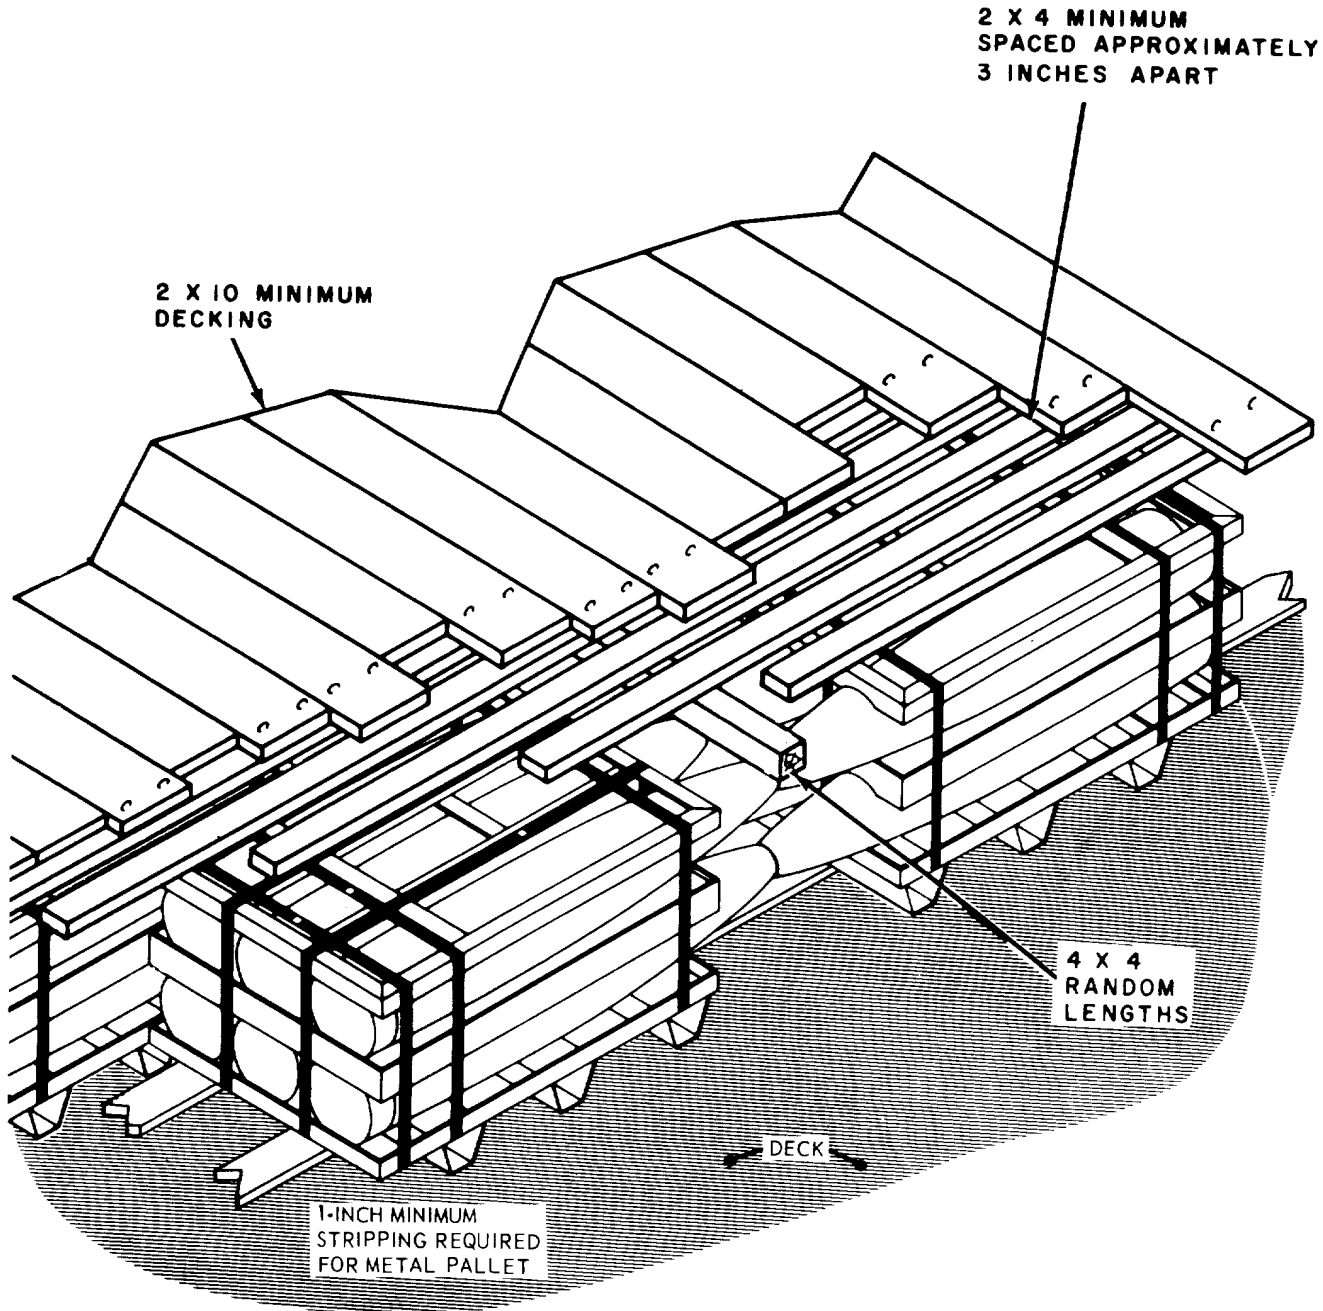 2 X 4 MINIMUM
SPACED APPROXIMATELY
3 INCHES APART
2 X 10 MINIMUM
DECKING
4 X 4
RANDOM
LENGTHS
DECK
1-INCH MINIMUM
STRIPPING REQUIRED
FOR METAL PALLET